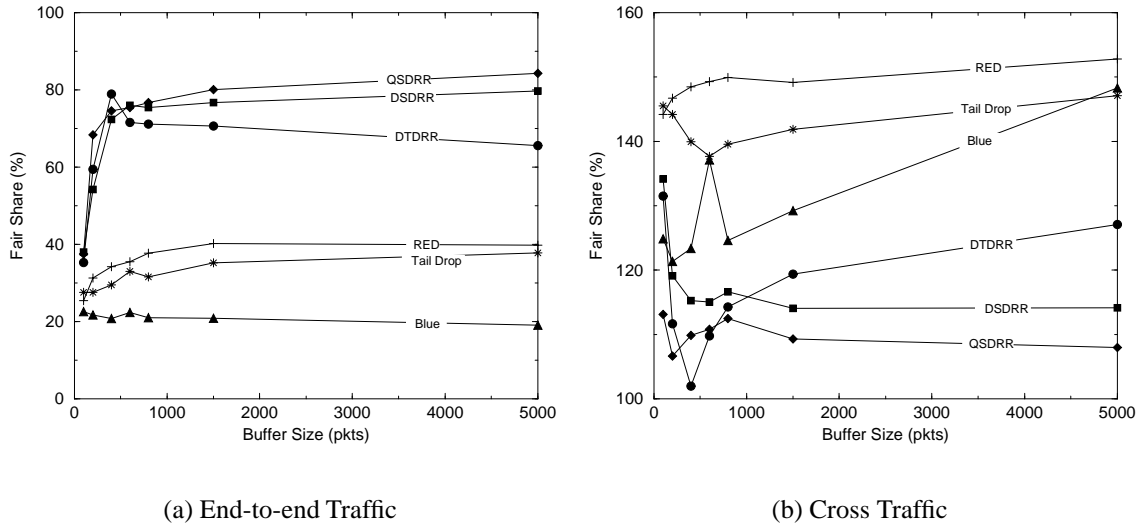 100
80
60
40
20
0
0
1000
2000
3000
4000
5000
Fair Share (%)
Buffer Size (pkts)
QSDRR
DSDRR
DTDRR
RED
Tail Drop
Blue
(a) End-to-end Traffic
160
140
120
100
0
1000
2000
3000
4000
5000
Fair Share (%)
Buffer Size (pkts)
RED
Tail Drop
Blue
DTDRR
DSDRR
QSDRR
(b) Cross Traffic